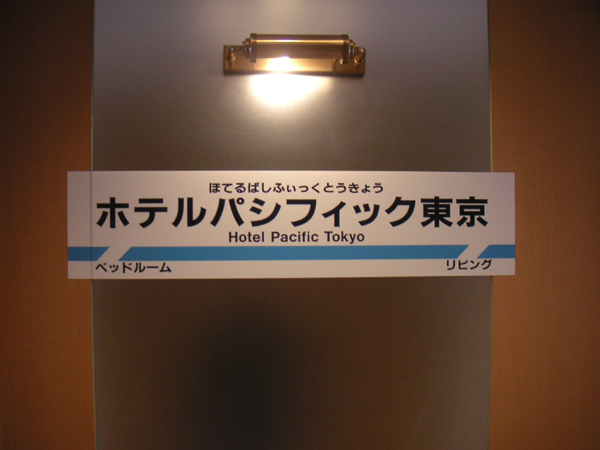 ほてるぱしふぃっくとうきょう
ホテルパシフィック東京
Hotel Pacific Tokyo
ベッドルーム
リビング